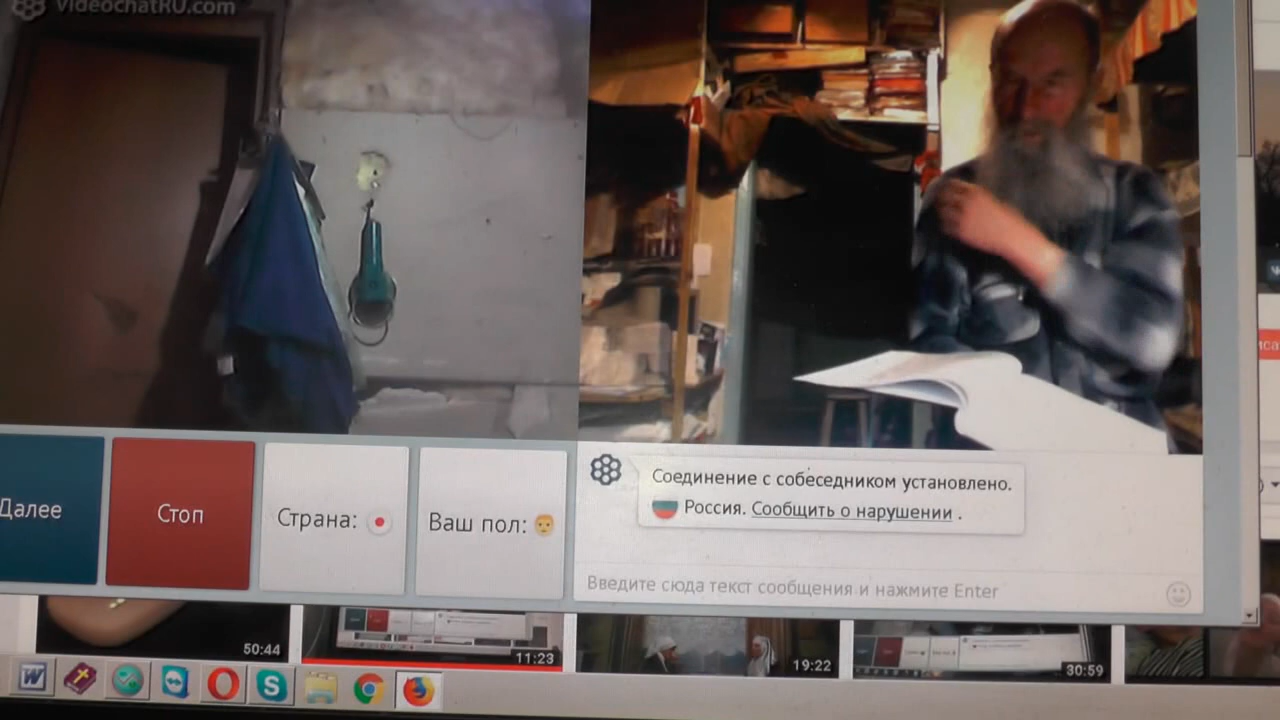 VideochatRU.com
Соединение с собеседником установлено.
Россия. Сообщить о нарушении .
Далее
Стоп
Страна:
Ваш пол:
Введите сюда текст сообщения и нажмите Enter
50:44
11:23
19:22
30:59
W
S